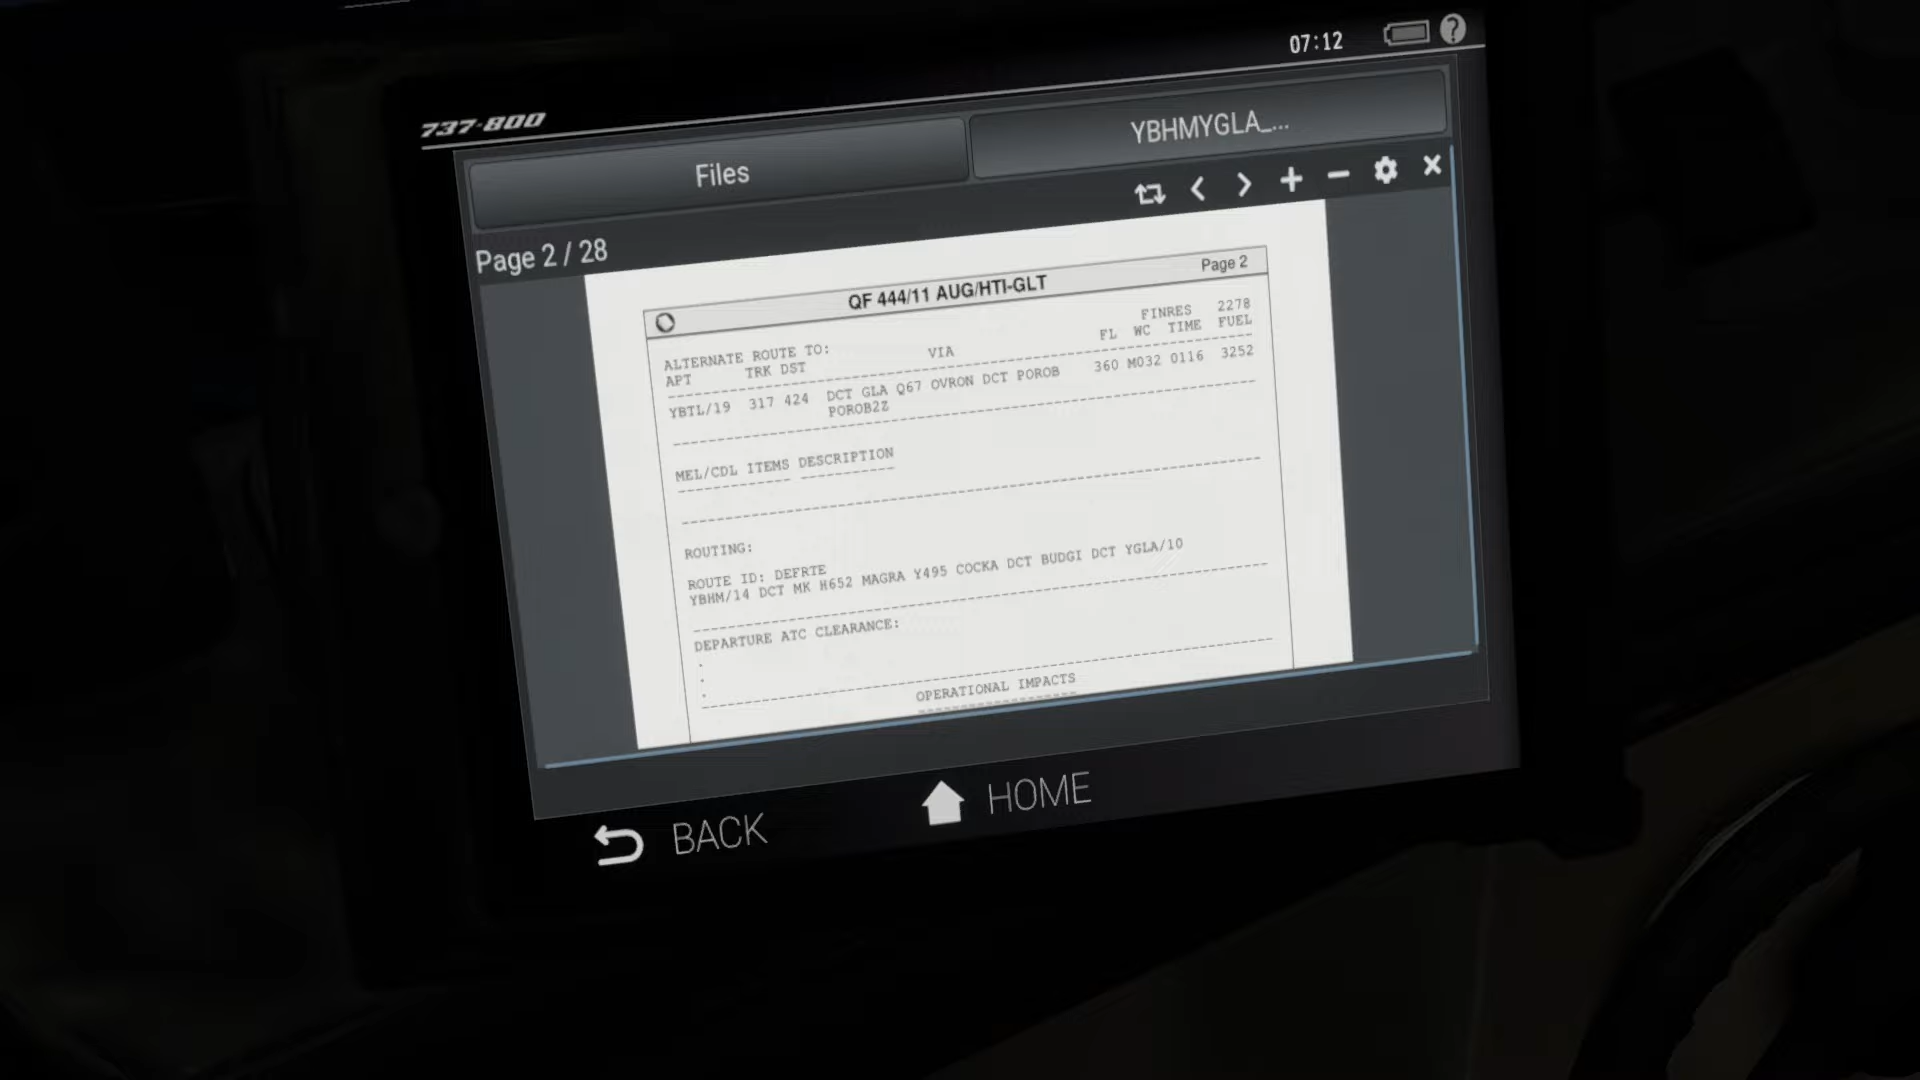 07:12
737-800
Files
YBHMYGLA_...
Page 2 / 28
QF 444/11 AUG/HTI-GLT
Page 2
FINRES 2278
ALTERNATE ROUTE TO:
APT TRK DST VIA FL WC TIME FUEL
YBTL/19 317 424 DCT GLA Q67 OVRON DCT POROB 360 M032 0116 3252
POROB2Z
MEL/CDL ITEMS DESCRIPTION
ROUTING:
ROUTE ID: DEFRTE
YBHM/14 DCT MK H652 MAGRA Y495 COCKA DCT BUDGI DCT YGLA/10
DEPARTURE ATC CLEARANCE:
.
.
.
OPERATIONAL IMPACTS
BACK
HOME